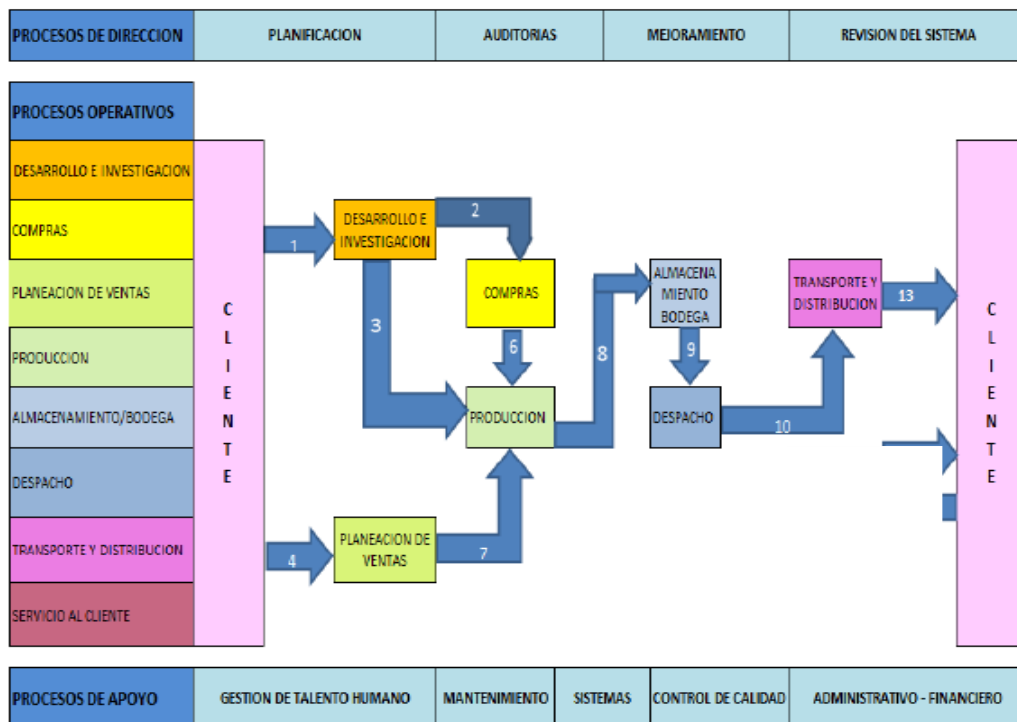 PROCESOS DE DIRECCION
PLANIFICACION
AUDITORIAS
MEJORAMIENTO
REVISION DEL SISTEMA
PROCESOS OPERATIVOS
DESARROLLO E INVESTIGACION
COMPRAS
PLANEACION DE VENTAS
PRODUCCION
ALMACENAMIENTO/BODEGA
DESPACHO
TRANSPORTE Y DISTRIBUCION
SERVICIO AL CLIENTE
CLIENTE
1
DESARROLLO E
INVESTIGACION
2
COMPRAS
3
6
PRODUCCION
4
PLANEACION DE
VENTAS
7
8
ALMACENA
MIENTO
BODEGA
9
DESPACHO
10
TRANSPORTE Y
DISTRIBUCION
13
CLIENTE
PROCESOS DE APOYO
GESTION DE TALENTO HUMANO
MANTENIMIENTO
SISTEMAS
CONTROL DE CALIDAD
ADMINISTRATIVO - FINANCIERO